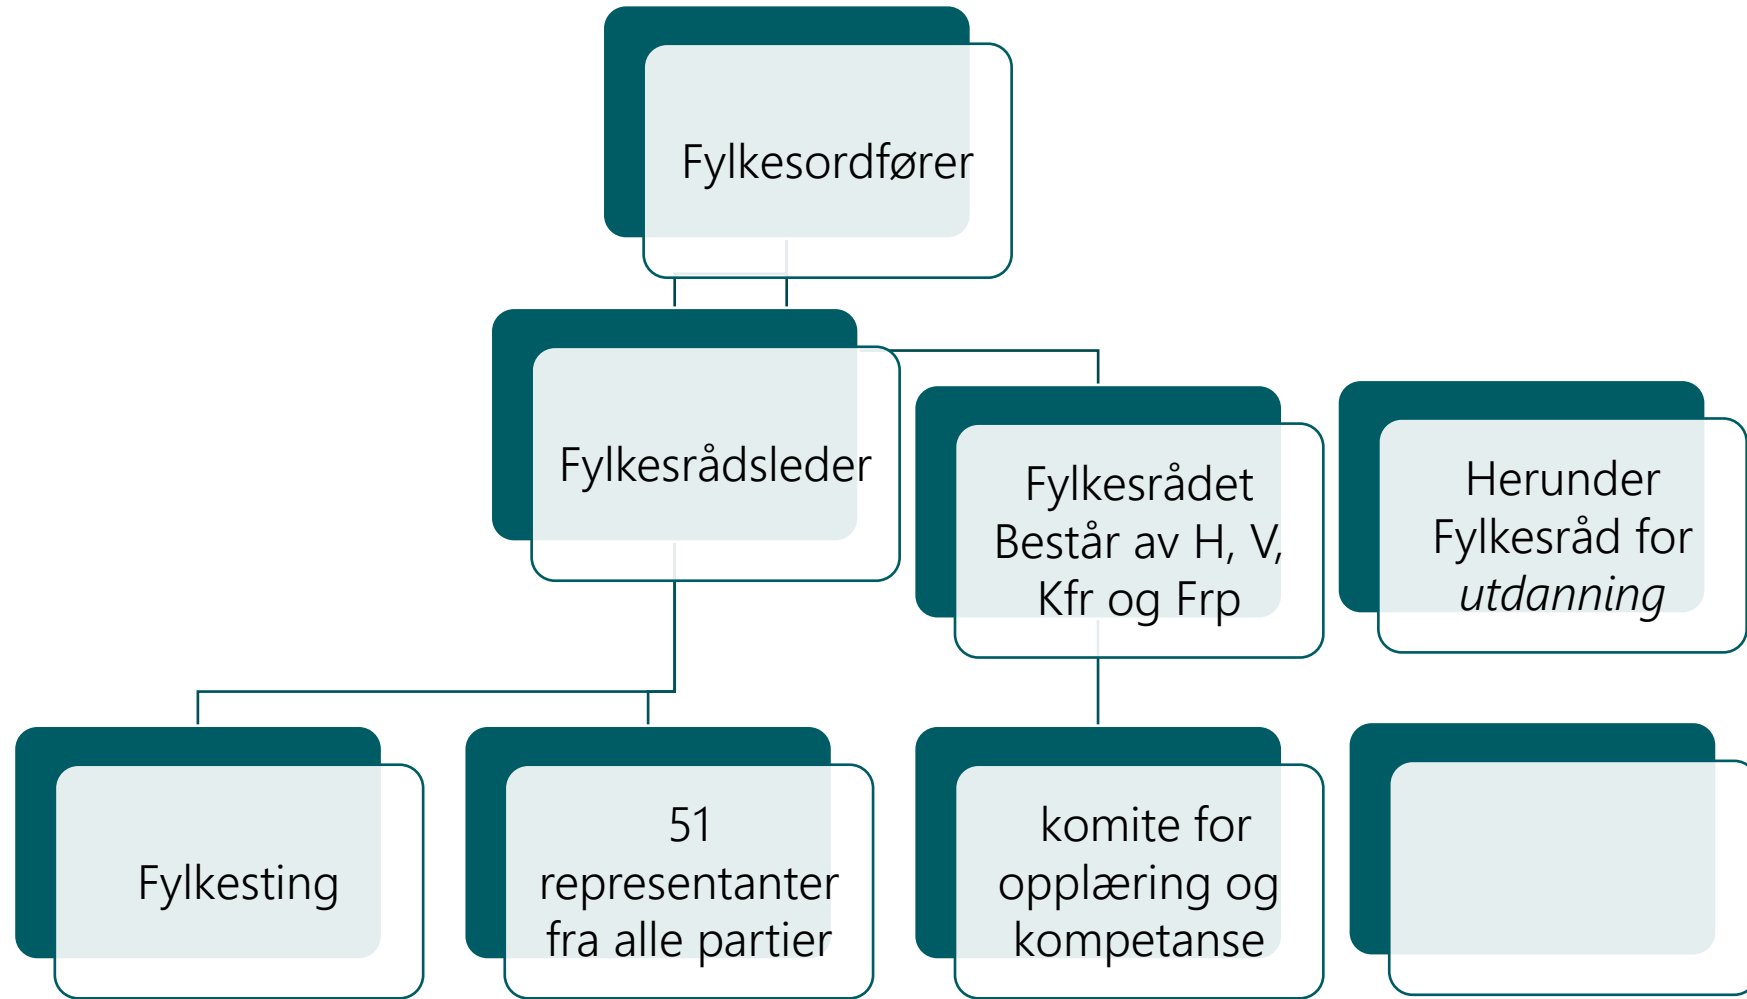 Fylkesordfører
Fylkesrådsleder
Fylkesrådet
Består av H, V,
Kfr og Frp
Herunder
Fylkesråd for
utdanning
Fylkesting
51
representanter
fra alle partier
komite for
opplæring og
kompetanse